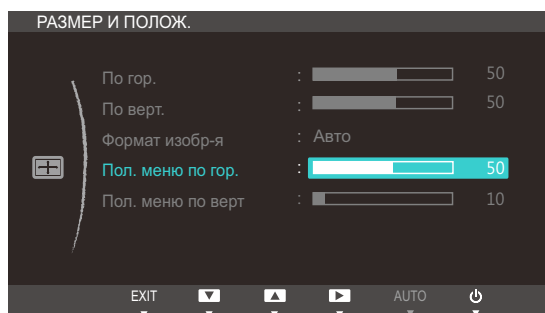 РАЗМЕР И ПОЛОЖ.
По гор. : 50
По верт. : 50
Формат изобр-я : Авто
Пол. меню по гор. : 50
Пол. меню по верт : 10
EXIT AUTO